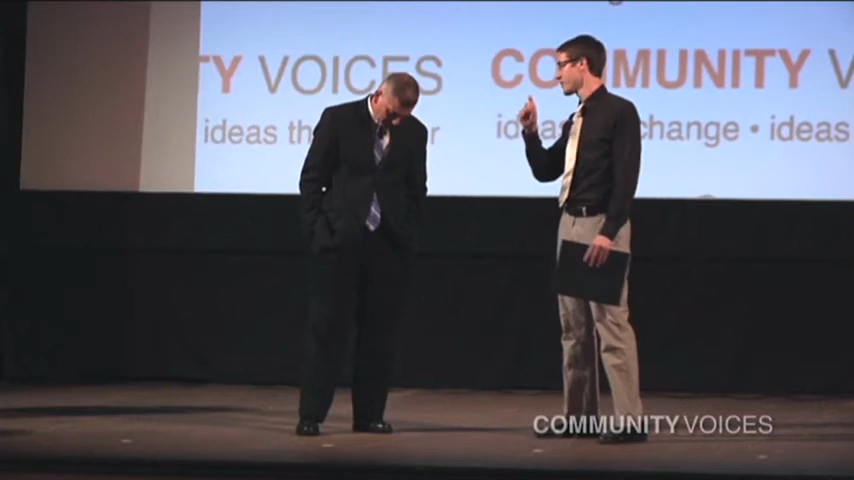 TY VOICES
COMMUNITY V
ideas th
r
change • ideas
COMMUNITY VOICES